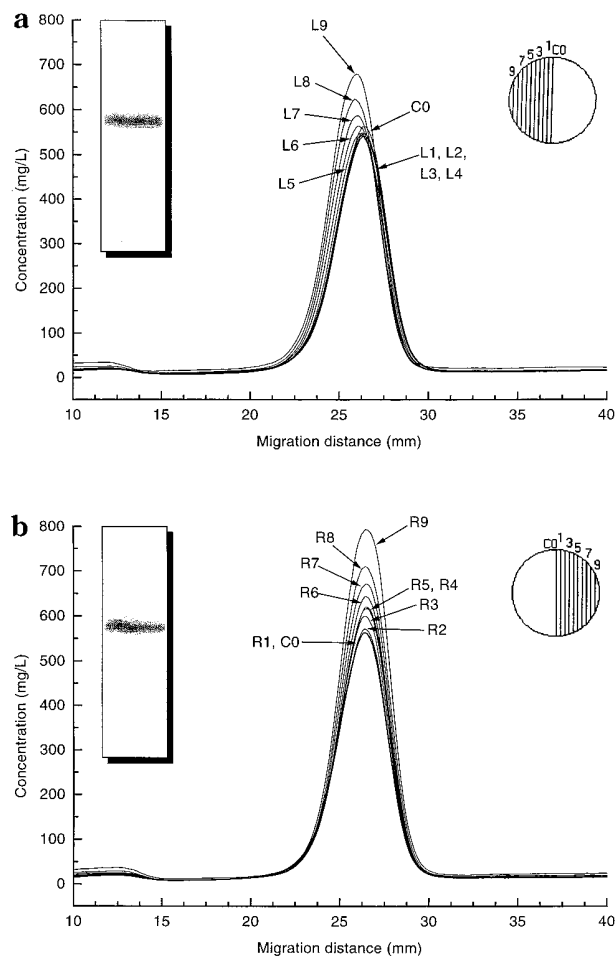 a
800
700
600
500
400
300
200
100
0
Concentration (mg/L)
10 15 20 25 30 35 40
Migration distance (mm)
L9
L8
L7
L6
L5
C0
L1, L2,
L3, L4
9 7 5 3 1 C0
b
800
700
600
500
400
300
200
100
0
Concentration (mg/L)
10 15 20 25 30 35 40
Migration distance (mm)
R9
R8
R7
R6
R5, R4
R3
R2
R1, C0
C0 1 3 5 7 9